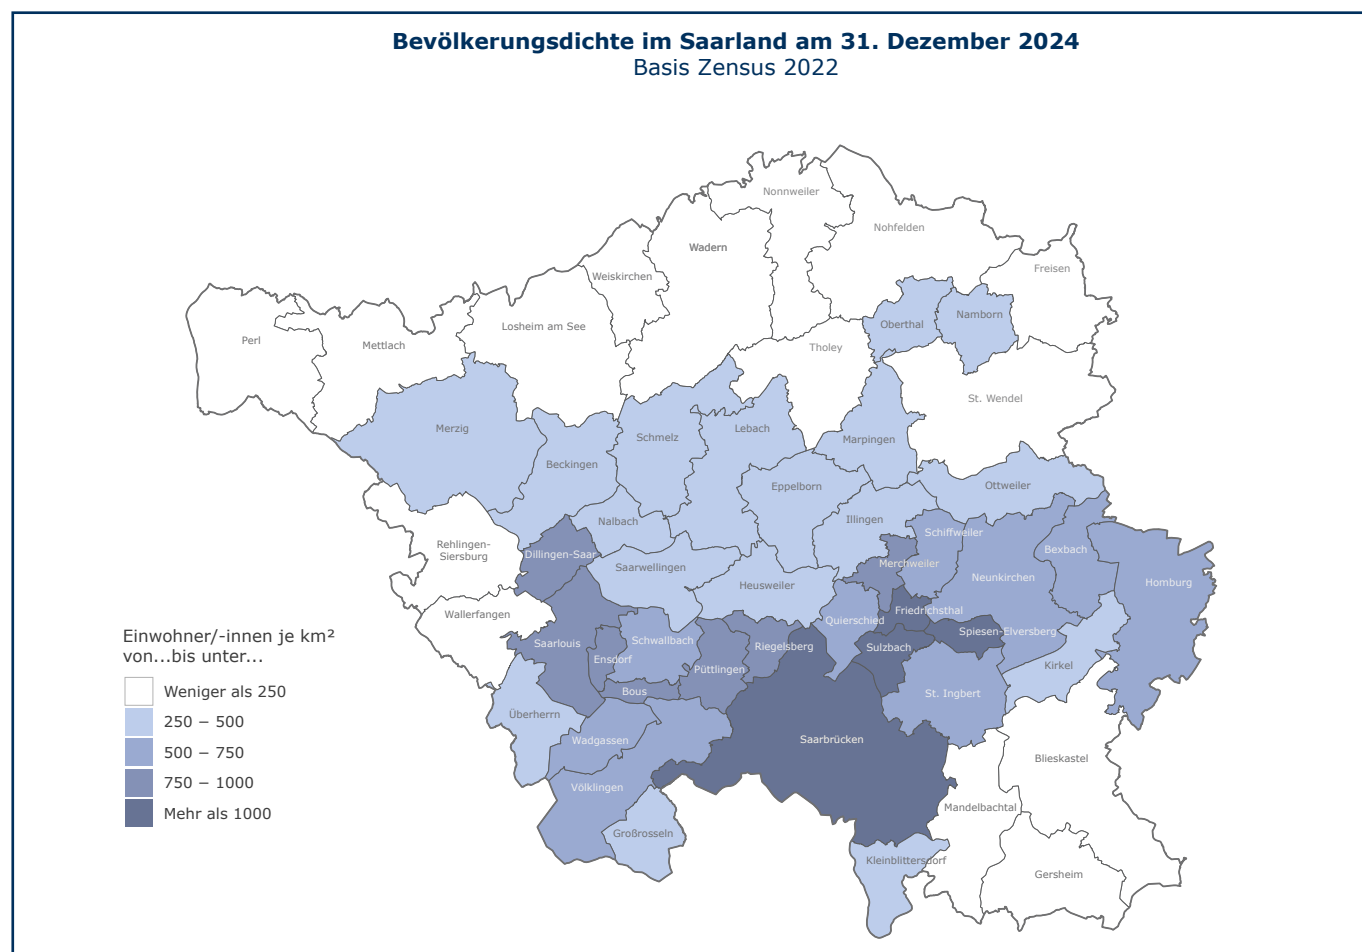 Bevölkerungsdichte im Saarland am 31. Dezember 2024
Basis Zensus 2022
Nonnweiler
Nohfelden
Wadern
Freisen
Weiskirchen
Namborn
Oberthal
Losheim am See
Perl
Mettlach
Tholey
St. Wendel
Merzig
Lebach
Schmelz
Marpingen
Beckingen
Eppelborn
Ottweiler
Illingen
Nalbach
Schiffweiler
Rehlingen-
Siersburg
Dillingen-Saar
Bexbach
Merchweiler
Saarwellingen
Neunkirchen
Homburg
Heusweiler
Friedrichsthal
Wallerfangen
Quierschied
Spiesen-Elversberg
Saarlouis
Schwallbach
Riegelsberg
Sulzbach
Ensdorf
Püttlingen
Kirkel
Bous
St. Ingbert
Überherrn
Wadgassen
Saarbrücken
Blieskastel
Völklingen
Mandelbachtal
Großrosseln
Kleinblittersdorf
Gersheim
Einwohner/-innen je km²
von...bis unter...
Weniger als 250
250 – 500
500 – 750
750 – 1000
Mehr als 1000